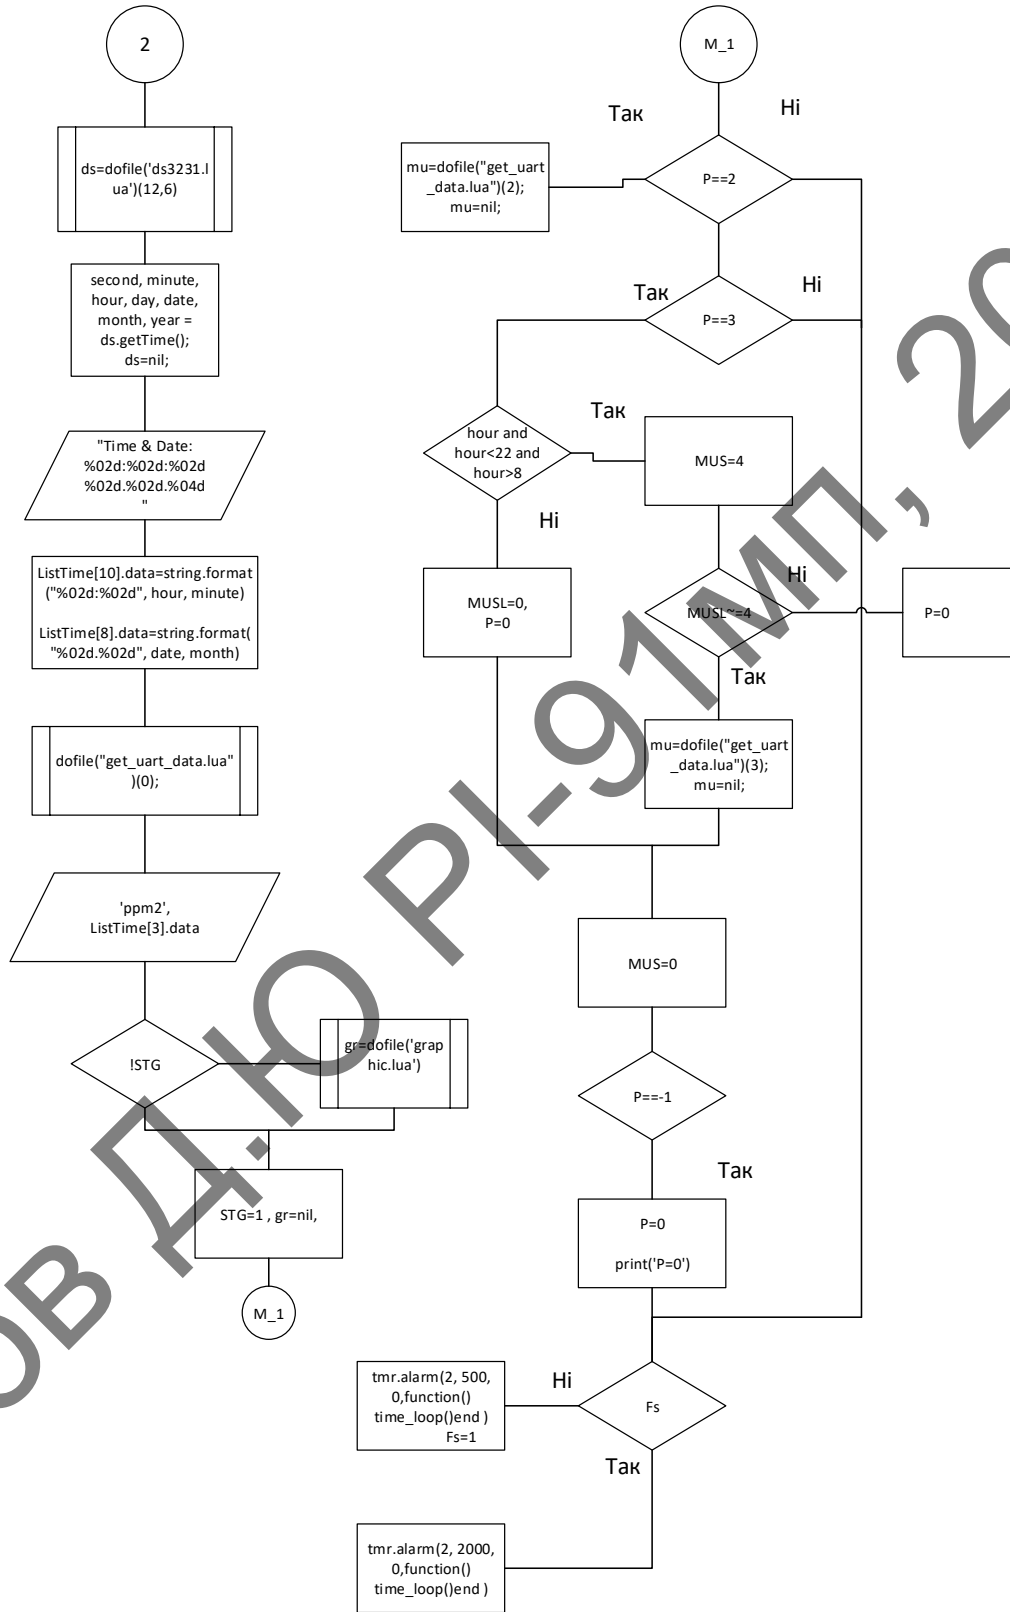 2
ds=dofile('ds3231.l
ua')(12,6)
second, minute,
hour, day, date,
month, year =
ds.getTime();
ds=nil;
"Time & Date:
%02d:%02d:%02d
%02d.%02d.%04d
"
ListTime[10].data=string.format
("%02d:%02d", hour, minute)
ListTime[8].data=string.format(
"%02d.%02d", date, month)
dofile("get_uart_data.lua"
)(0);
'ppm2',
ListTime[3].data
!STG
gr=dofile('grap
hic.lua')
STG=1 , gr=nil,
M_1
M_1
Так
Ні
P==2
mu=dofile("get_uart
_data.lua")(2);
mu=nil;
Так
Ні
P==3
hour and
hour<22 and
hour>8
Так
MUS=4
Ні
MUSL=0,
P=0
MUSL~=4
Ні
P=0
Так
mu=dofile("get_uart
_data.lua")(3);
mu=nil;
MUS=0
P==-1
Так
P=0
print('P=0')
Fs
Ні
tmr.alarm(2, 500,
0,function()
time_loop()end )
Fs=1
Так
tmr.alarm(2, 2000,
0,function()
time_loop()end )
ов Д.Ю РІ-91мп, 20